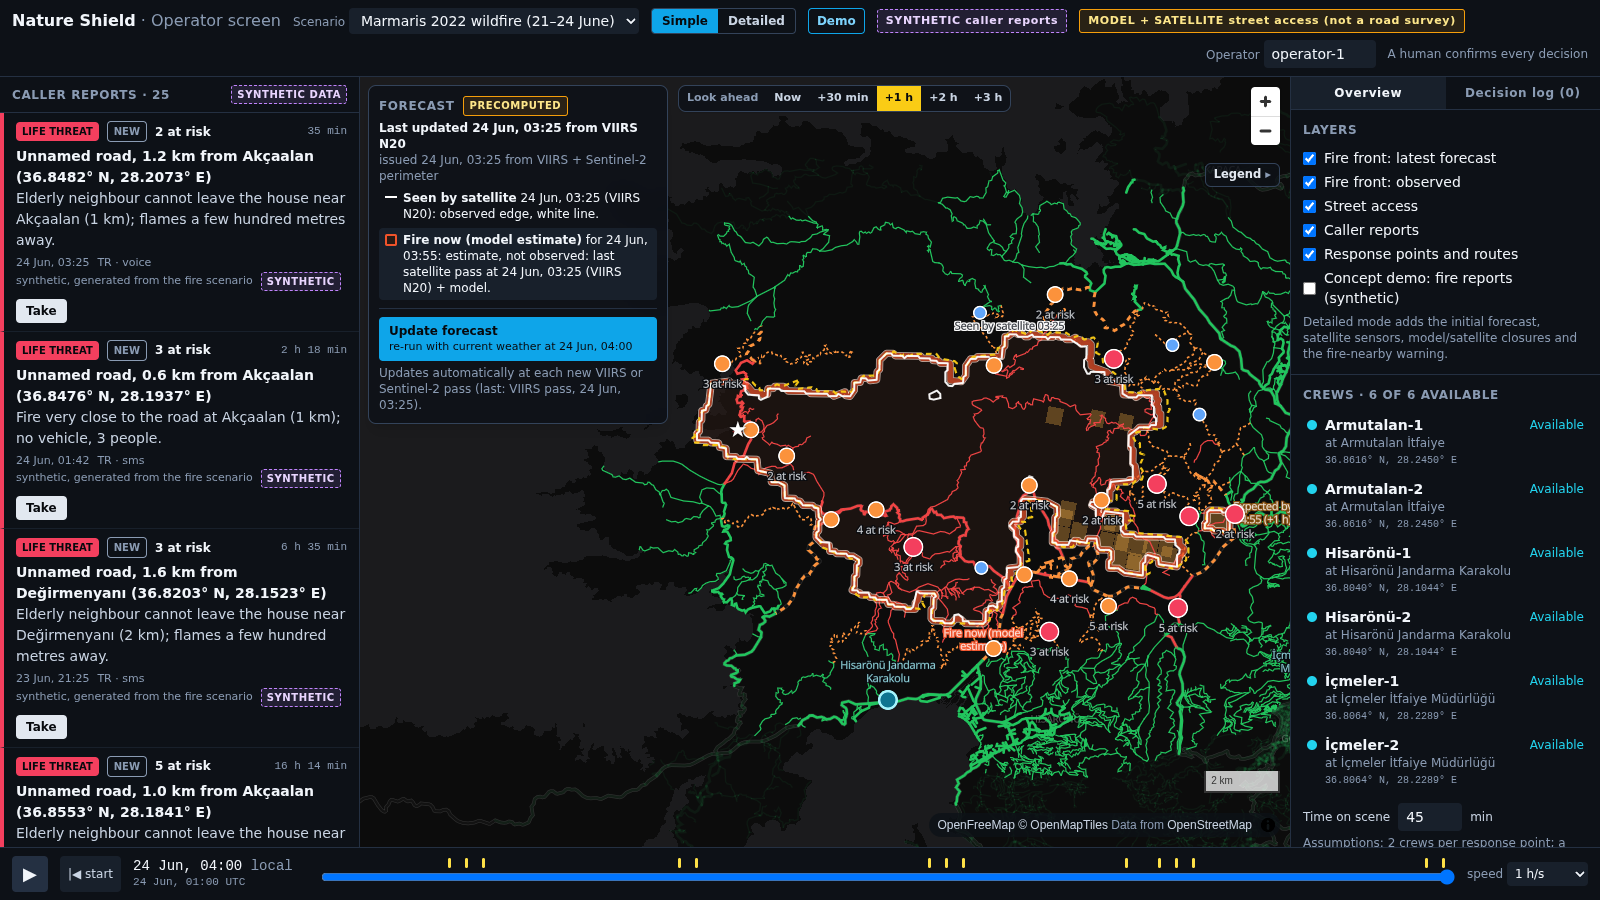 Nature Shield · Operator screen
Scenario
Marmaris 2022 wildfire (21–24 June)
Simple
Detailed
Demo
SYNTHETIC caller reports
MODEL + SATELLITE street access (not a road survey)
Operator
operator-1
A human confirms every decision
CALLER REPORTS · 25
SYNTHETIC DATA
LIFE THREAT
NEW
2 at risk
35 min
Unnamed road, 1.2 km from Akçaalan
(36.8482° N, 28.2073° E)
Elderly neighbour cannot leave the house near
Akçaalan (1 km); flames a few hundred metres
away.
24 Jun, 03:25 TR · voice
synthetic, generated from the fire scenario
SYNTHETIC
Take
LIFE THREAT
NEW
3 at risk
2 h 18 min
Unnamed road, 0.6 km from Akçaalan
(36.8476° N, 28.1937° E)
Fire very close to the road at Akçaalan (1 km);
no vehicle, 3 people.
24 Jun, 01:42 TR · sms
synthetic, generated from the fire scenario
SYNTHETIC
Take
LIFE THREAT
NEW
3 at risk
6 h 35 min
Unnamed road, 1.6 km from
Değirmenyanı (36.8203° N, 28.1523° E)
Elderly neighbour cannot leave the house near
Değirmenyanı (2 km); flames a few hundred
metres away.
23 Jun, 21:25 TR · sms
synthetic, generated from the fire scenario
SYNTHETIC
Take
LIFE THREAT
NEW
5 at risk
16 h 14 min
Unnamed road, 1.0 km from Akçaalan
(36.8553° N, 28.1841° E)
Elderly neighbour cannot leave the house near
FORECAST
PRECOMPUTED
Last updated 24 Jun, 03:25 from VIIRS
N20
issued 24 Jun, 03:25 from VIIRS + Sentinel-2
perimeter
Seen by satellite 24 Jun, 03:25 (VIIRS
N20): observed edge, white line.
Fire now (model estimate) for 24 Jun,
03:55: estimate, not observed: last
satellite pass at 24 Jun, 03:25 (VIIRS
N20) + model.
Update forecast
re-run with current weather at 24 Jun, 04:00
Updates automatically at each new VIIRS or
Sentinel-2 pass (last: VIIRS pass, 24 Jun,
03:25).
Look ahead
Now
+30 min
+1 h
+2 h
+3 h
+
−
Legend ▸
2 at risk
Seen by satellite 03:25
3 at risk
3 at risk
2 at risk
2 at risk
5 at risk
2 at risk
2 at risk
4 at risk
3 at risk
4 at risk
5 at risk
5 at risk
Fire now (model
3 at risk
Hisarönü Jandarma
Karakolu
2 km
OpenFreeMap © OpenMapTiles Data from OpenStreetMap
Overview
Decision log (0)
LAYERS
Fire front: latest forecast
Fire front: observed
Street access
Caller reports
Response points and routes
Concept demo: fire reports
(synthetic)
Detailed mode adds the initial forecast,
satellite sensors, model/satellite closures and
the fire-nearby warning.
CREWS · 6 OF 6 AVAILABLE
Armutalan-1
Available
at Armutalan İtfaiye
36.8616° N, 28.2450° E
Armutalan-2
Available
at Armutalan İtfaiye
36.8616° N, 28.2450° E
Hisarönü-1
Available
at Hisarönü Jandarma Karakolu
36.8040° N, 28.1044° E
Hisarönü-2
Available
at Hisarönü Jandarma Karakolu
36.8040° N, 28.1044° E
İçmeler-1
Available
at İçmeler İtfaiye Müdürlüğü
36.8064° N, 28.2289° E
İçmeler-2
Available
at İçmeler İtfaiye Müdürlüğü
36.8064° N, 28.2289° E
Time on scene
45
min
Assumptions: 2 crews per response point; a
▶
|◀ start
24 Jun, 04:00 local
24 Jun, 01:00 UTC
speed
1 h/s